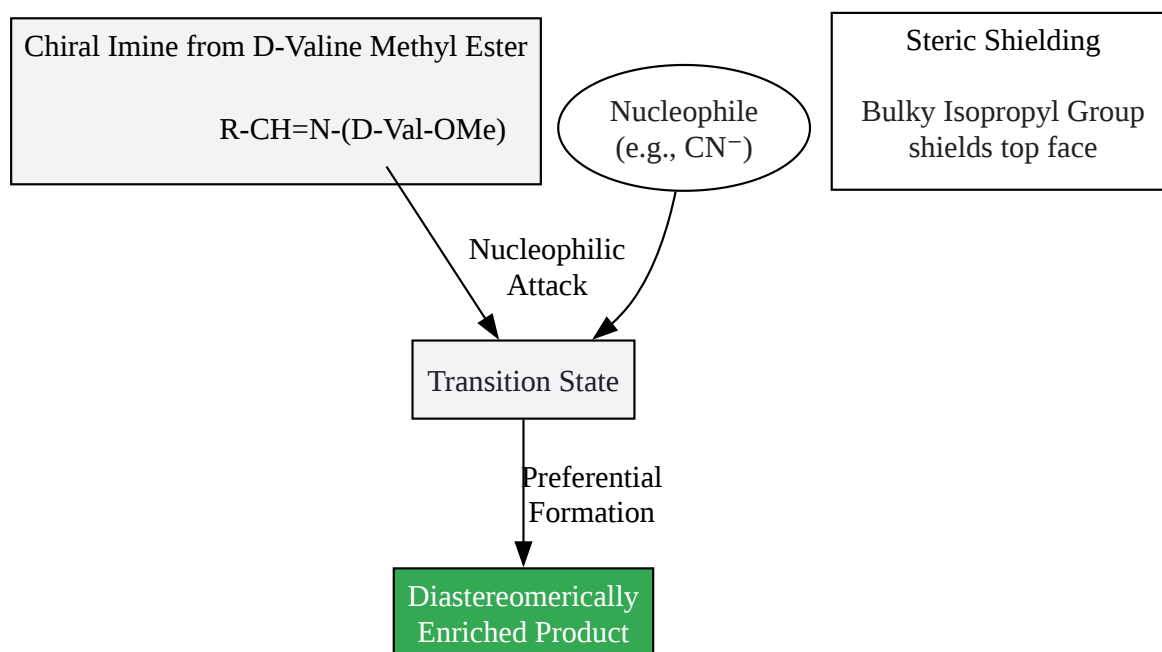 Chiral Imine from D-Valine Methyl Ester
R-CH=N-(D-Val-OMe)
Nucleophile
(e.g., CN⁻)
Steric Shielding
Bulky Isopropyl Group
shields top face
Nucleophilic
Attack
Transition State
Preferential
Formation
Diastereomerically
Enriched Product